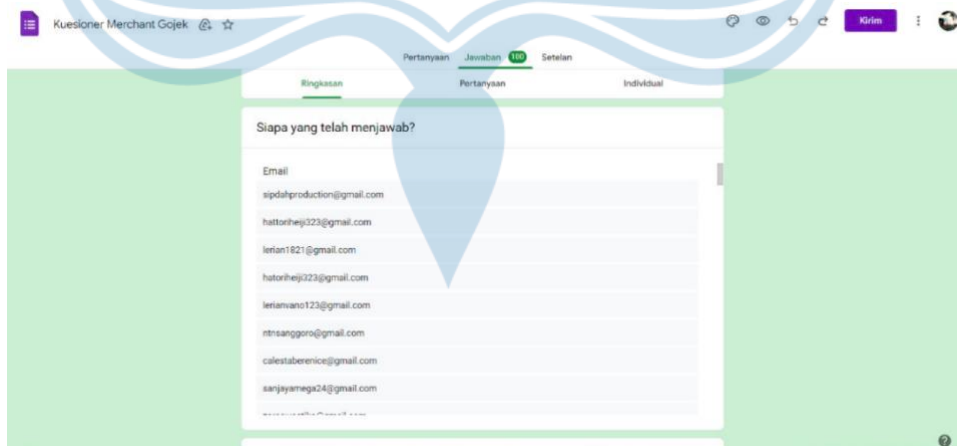 Kuesioner Merchant Gojek
Kirim
Pertanyaan Jawaban 100 Setelan
Ringkasan Pertanyaan Individual
Siapa yang telah menjawab?
Email
sipdahproduction@gmail.com
hattoriheiji323@gmail.com
lerian1821@gmail.com
hatoriheiji323@gmail.com
lerianvano123@gmail.com
ntnsanggoro@gmail.com
calestaberenice@gmail.com
sanjayamega24@gmail.com